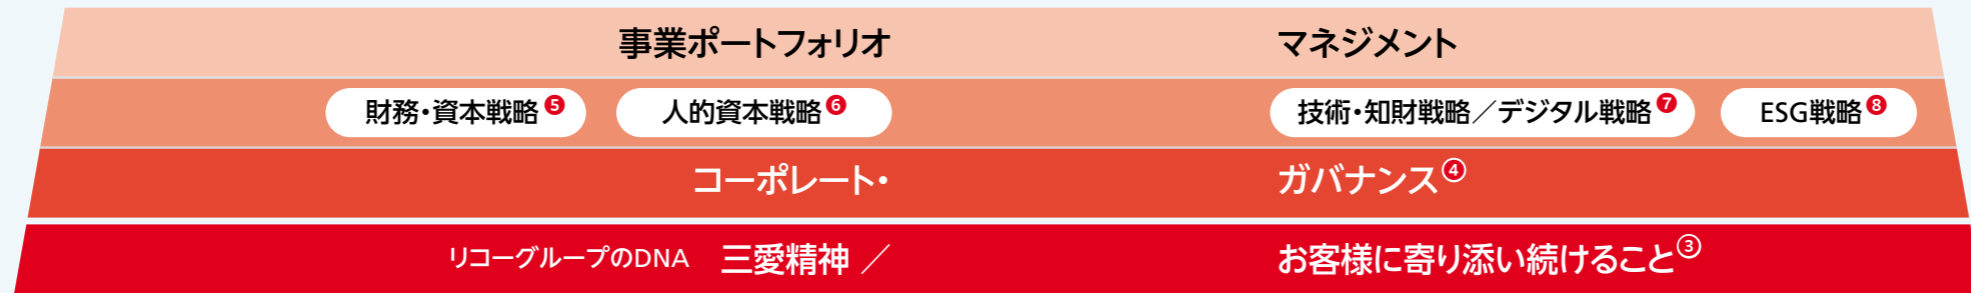 事業ポートフォリオ マネジメント
財務・資本戦略❺ 人的資本戦略❻ 技術・知財戦略／デジタル戦略❼ ESG戦略❽
コーポレート・ ガバナンス④
リコーグループのDNA 三愛精神 ／ お客様に寄り添い続けること③